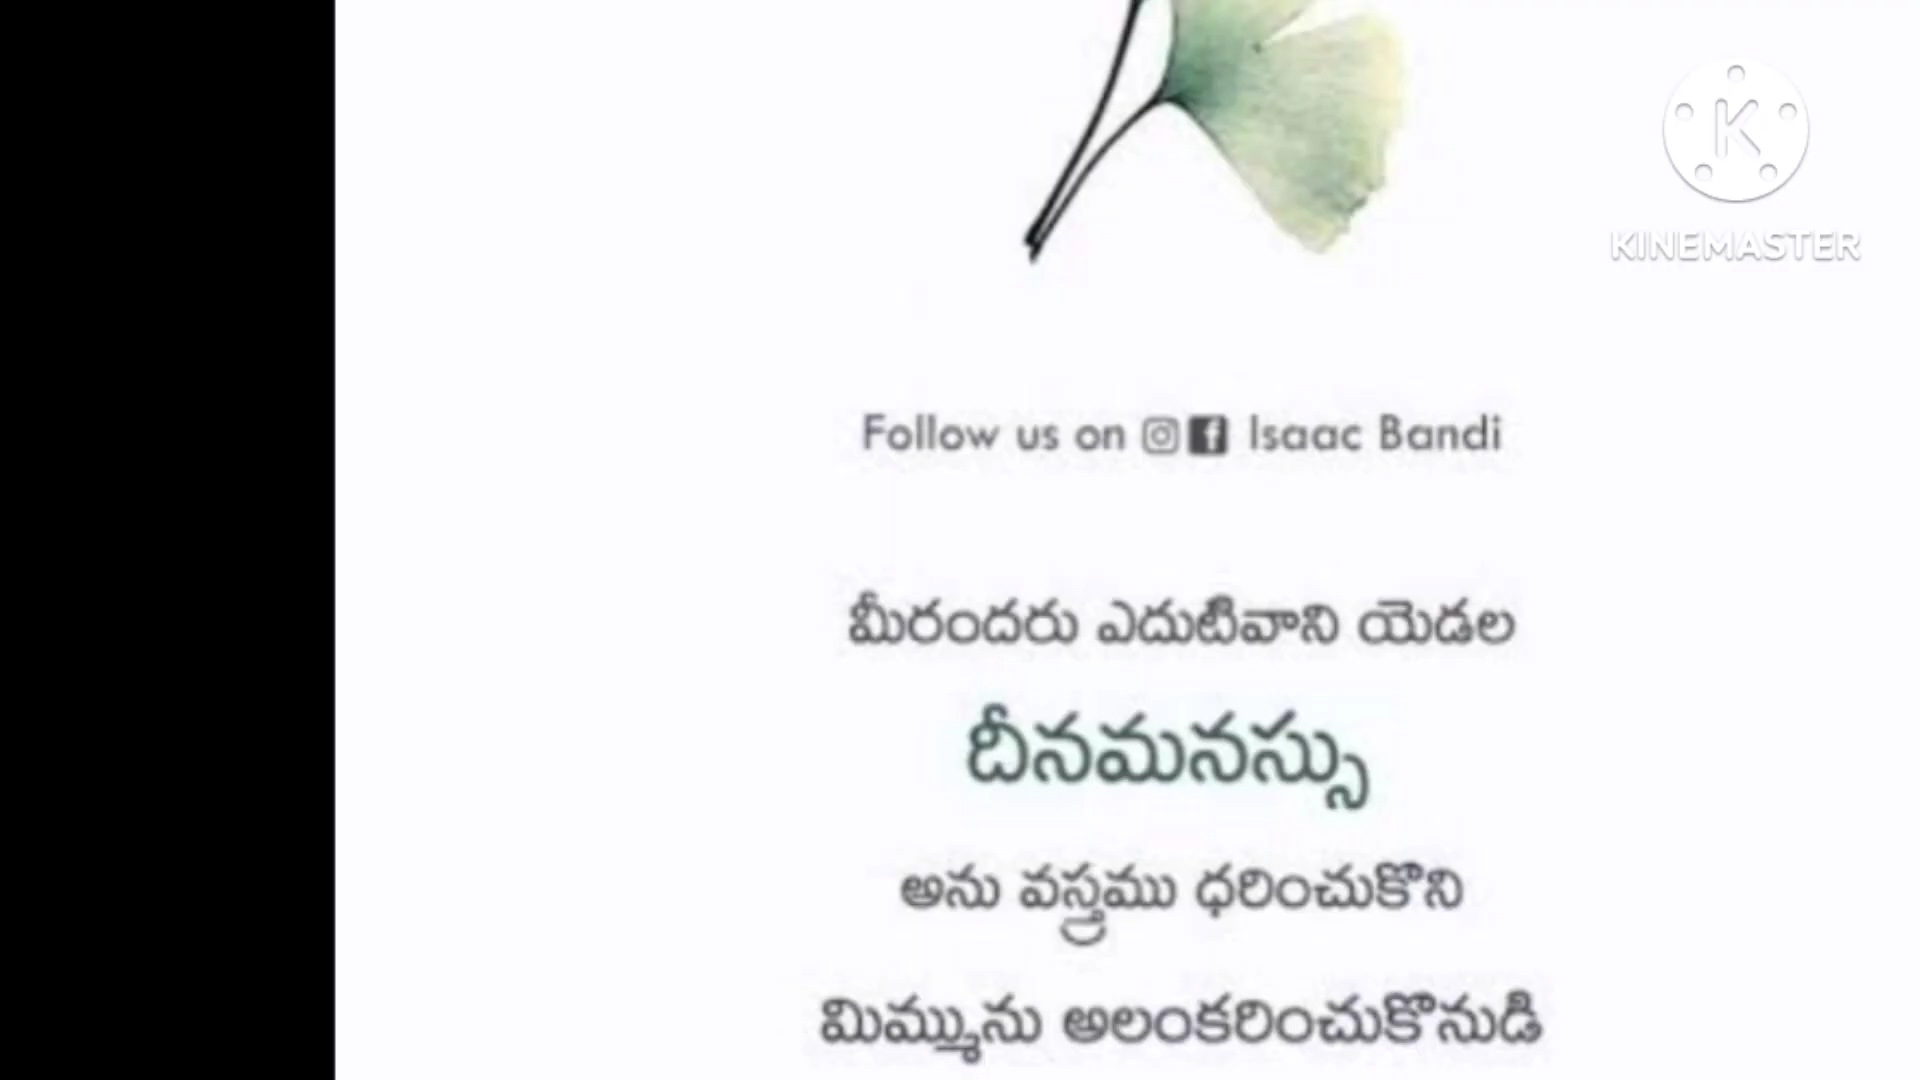 KINEMASTER
Follow us on Isaac Bandi
మీరందరు ఎదుటివాని యెడల
దీనమనస్సు
అను వస్త్రము ధరించుకొని
మిమ్మును అలంకరించుకొనుడి